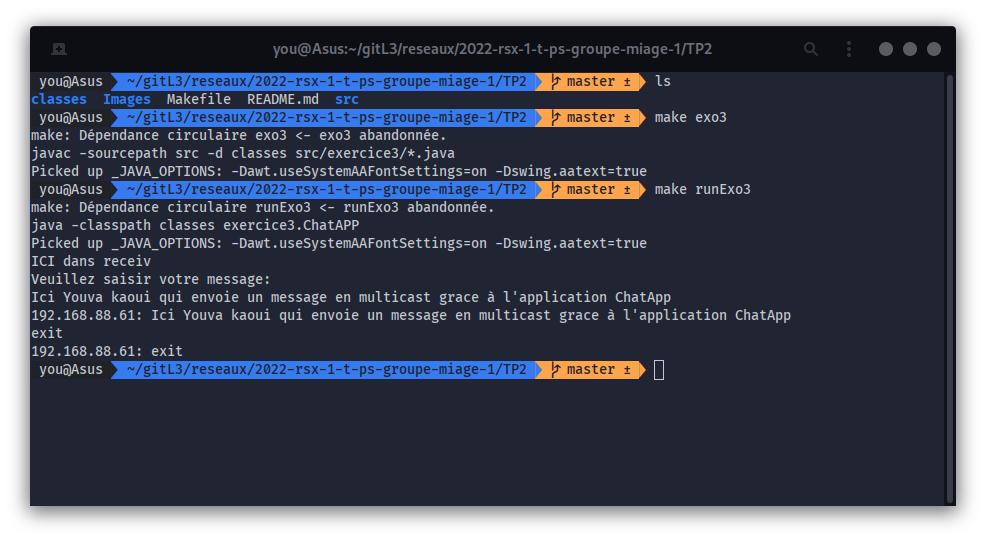 you@Asus:~/gitL3/reseaux/2022-rsx-1-t-ps-groupe-miage-1/TP2
you@Asus ~/gitL3/reseaux/2022-rsx-1-t-ps-groupe-miage-1/TP2 master ± ls
classes Images Makefile README.md src
you@Asus ~/gitL3/reseaux/2022-rsx-1-t-ps-groupe-miage-1/TP2 master ± make exo3
make: Dépendance circulaire exo3 <- exo3 abandonnée.
javac -sourcepath src -d classes src/exercice3/*.java
Picked up _JAVA_OPTIONS: -Dawt.useSystemAAFontSettings=on -Dswing.aatext=true
you@Asus ~/gitL3/reseaux/2022-rsx-1-t-ps-groupe-miage-1/TP2 master ± make runExo3
make: Dépendance circulaire runExo3 <- runExo3 abandonnée.
java -classpath classes exercice3.ChatAPP
Picked up _JAVA_OPTIONS: -Dawt.useSystemAAFontSettings=on -Dswing.aatext=true
ICI dans receiv
Veuillez saisir votre message:
Ici Youva kaoui qui envoie un message en multicast grace à l'application ChatApp
192.168.88.61: Ici Youva kaoui qui envoie un message en multicast grace à l'application ChatApp
exit
192.168.88.61: exit
you@Asus ~/gitL3/reseaux/2022-rsx-1-t-ps-groupe-miage-1/TP2 master ±